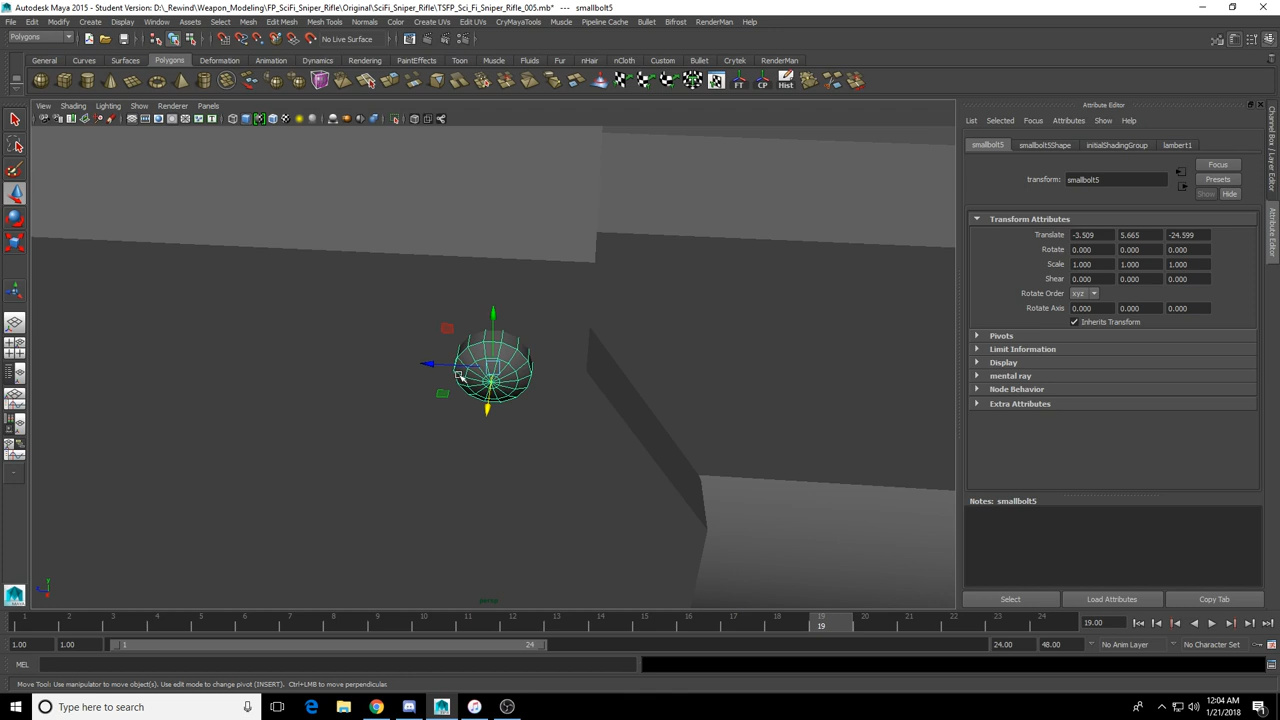 Autodesk Maya 2015 - Student Version: D:\_Rewind\Weapon_Modeling\FP_SciFi_Sniper_Rifle\Original\SciFi_Sniper_Rifle\TSFP_Sci_Fi_Sniper_Rifle_005.mb* --- smallbolt5
File Edit Modify Create Display Window Assets Select Mesh Edit Mesh Mesh Tools Normals Color Create UVs Edit UVs CryMayaTools Muscle Pipeline Cache Bullet Bifrost RenderMan Help
Polygons No Live Surface
General Curves Surfaces Polygons Deformation Animation Dynamics Rendering PaintEffects Toon Muscle Fluids Fur nHair nCloth Custom Bullet Crytek RenderMan
FT CP Hist
View Shading Lighting Show Renderer Panels
Attribute Editor
List Selected Focus Attributes Show Help
smallbolt5 smallbolt5Shape initialShadingGroup lambert1
Focus
transform: smallbolt5 Presets
Show Hide
Transform Attributes
Translate -3.509 5.665 -24.599
Rotate 0.000 0.000 0.000
Scale 1.000 1.000 1.000
Shear 0.000 0.000 0.000
Rotate Order xyz
Rotate Axis 0.000 0.000 0.000
Inherits Transform
Pivots
Limit Information
Display
mental ray
Node Behavior
Extra Attributes
Notes: smallbolt5
Select Load Attributes Copy Tab
Channel Box / Layer Editor
Attribute Editor
persp
1 2 3 4 5 6 7 8 9 10 11 12 13 14 15 16 17 18 19 20 21 22 23 24
19 19.00
1.00 1.00 1 24 24.00 48.00 No Anim Layer No Character Set
MEL
Move Tool: Use manipulator to move object(s). Use edit mode to change pivot (INSERT). Ctrl+LMB to move perpendicular.
Type here to search
12:04 AM
1/21/2018